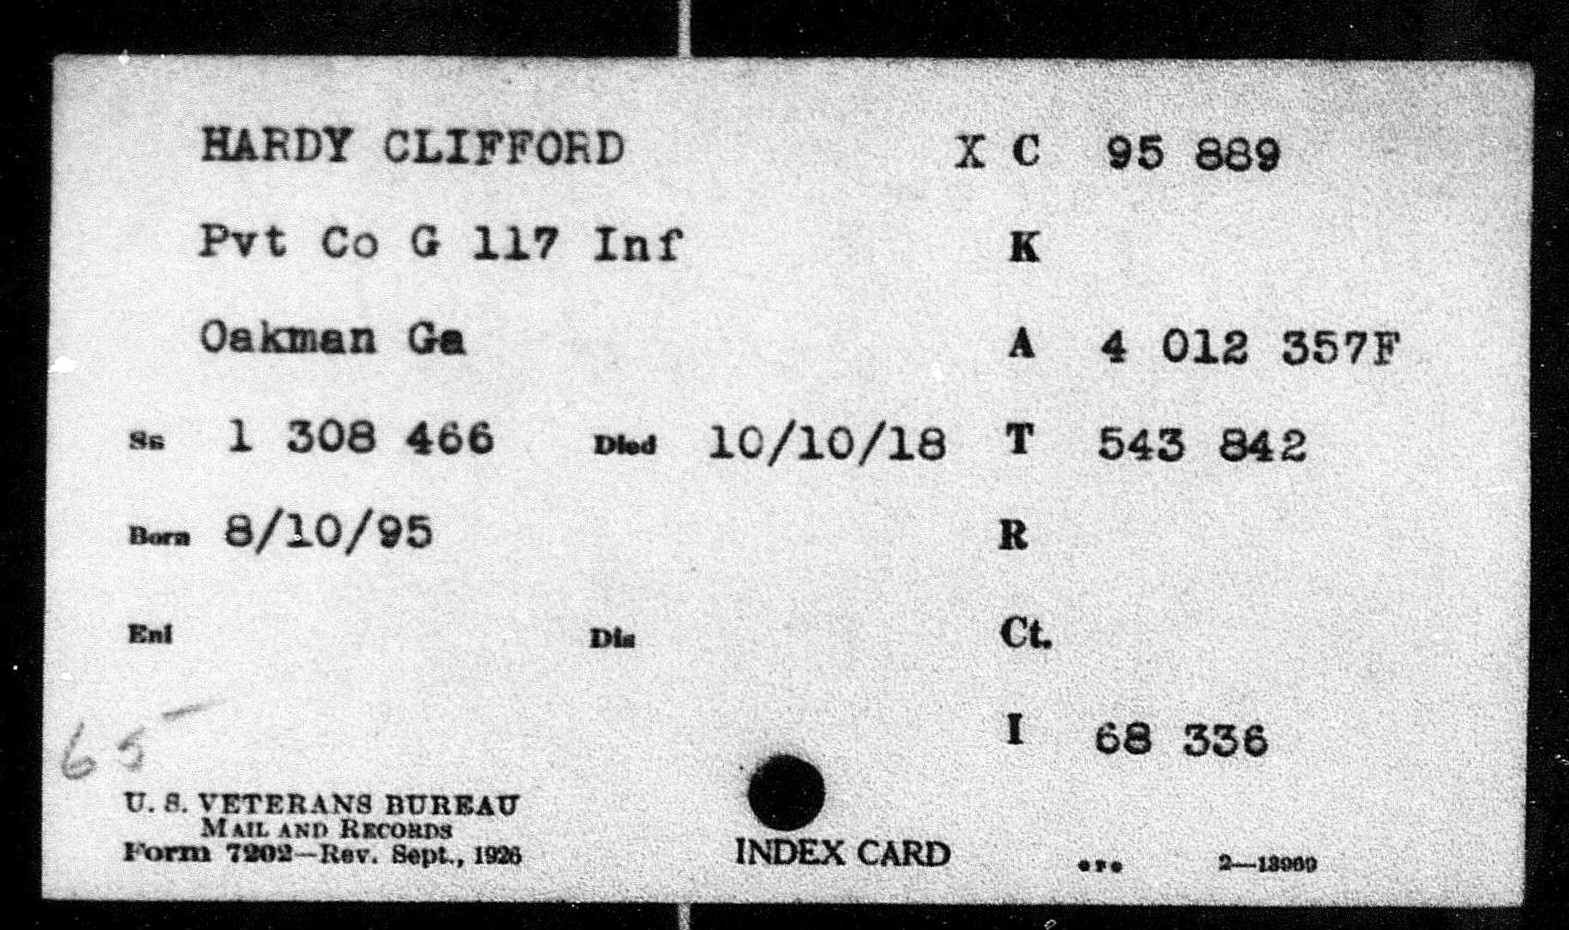 HARDY CLIFFORD X C 95 889
Pvt Co G 117 Inf K
Oakman Ga A 4 012 357F
Ss 1 308 466 Died 10/10/18 T 543 842
Born 8/10/95 R
Enl Dis Ct.
I 68 336
65
U. S. VETERANS BUREAU
MAIL AND RECORDS
Form 7202—Rev. Sept., 1926
INDEX CARD
2—13969